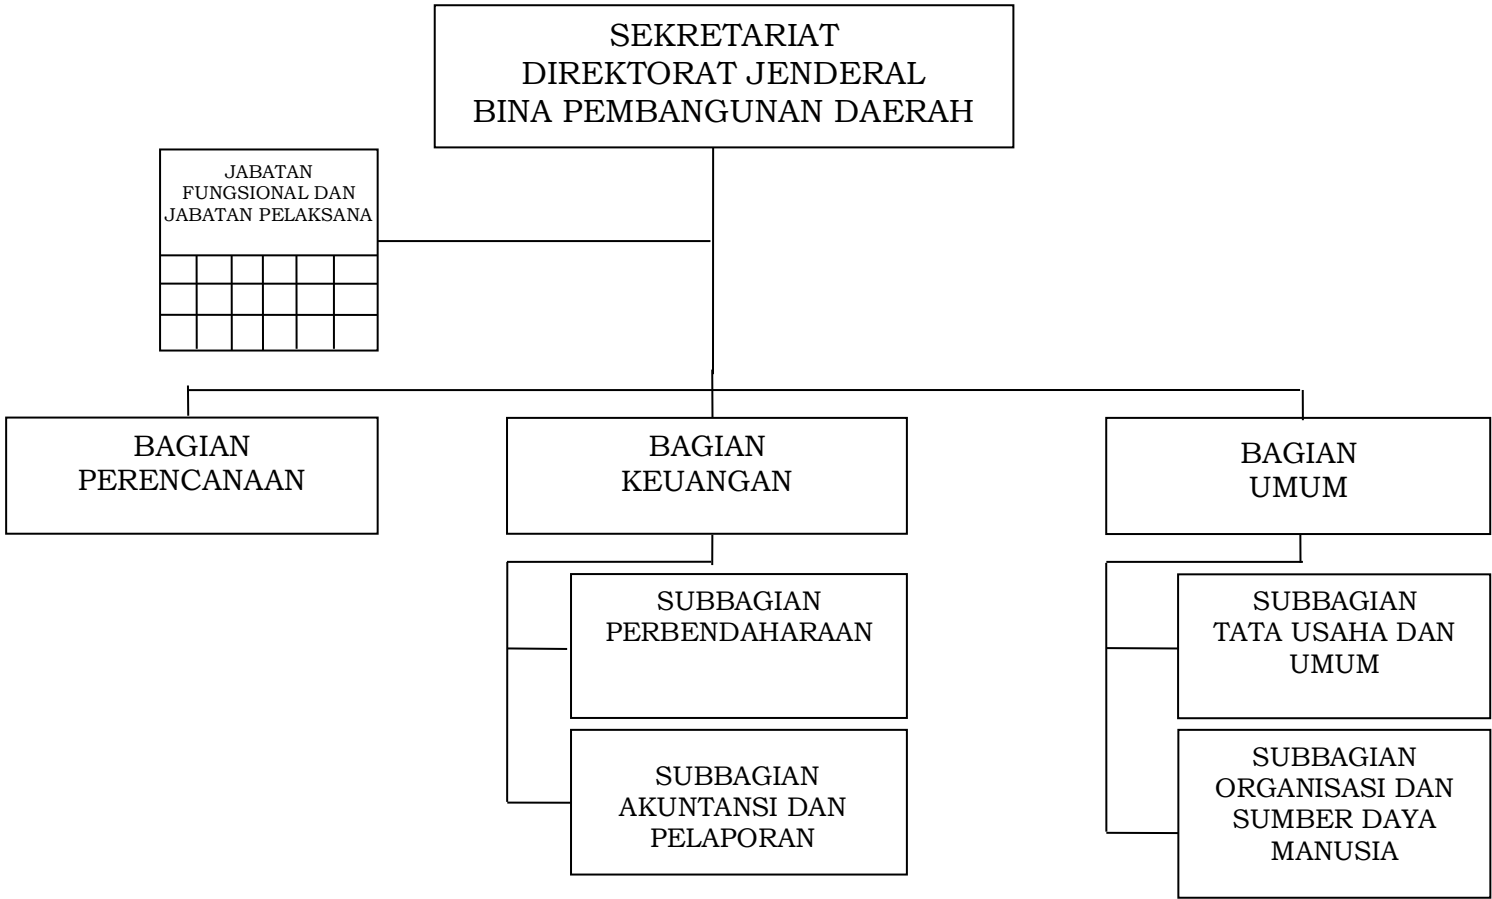 SEKRETARIAT
DIREKTORAT JENDERAL
BINA PEMBANGUNAN DAERAH
JABATAN
FUNGSIONAL DAN
JABATAN PELAKSANA
BAGIAN
PERENCANAAN
BAGIAN
KEUANGAN
BAGIAN
UMUM
SUBBAGIAN
PERBENDAHARAAN
SUBBAGIAN
AKUNTANSI DAN
PELAPORAN
SUBBAGIAN
TATA USAHA DAN
UMUM
SUBBAGIAN
ORGANISASI DAN
SUMBER DAYA
MANUSIA